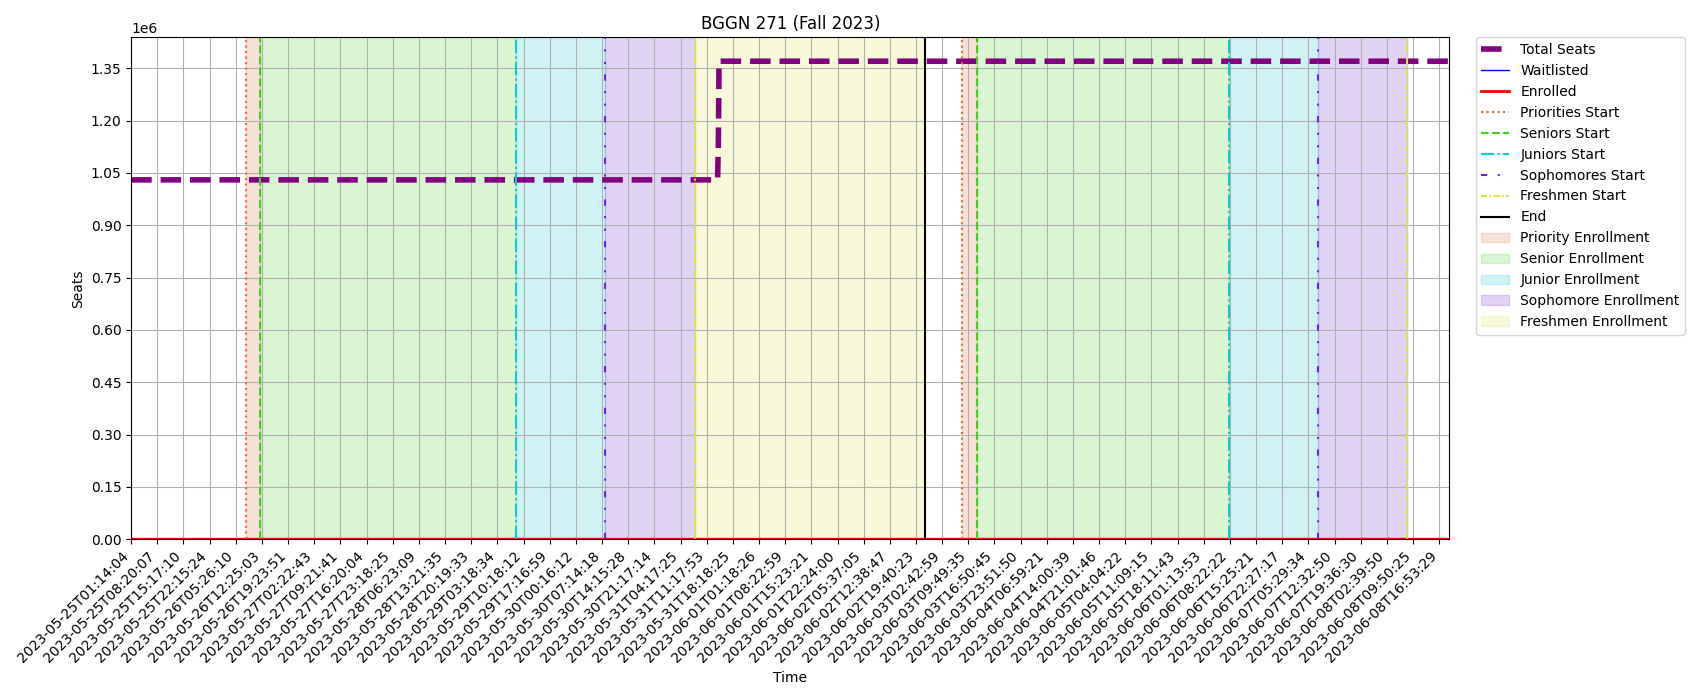 BGGN 271 (Fall 2023)
1e6
1.35
1.20
1.05
0.90
0.75
0.60
0.45
0.30
0.15
0.00
Seats
2023-05-25T01:14:04
2023-05-25T08:20:07
2023-05-25T15:17:10
2023-05-25T22:15:24
2023-05-26T05:26:10
2023-05-26T12:25:03
2023-05-26T19:23:51
2023-05-27T02:22:43
2023-05-27T09:21:41
2023-05-27T16:20:04
2023-05-27T23:18:25
2023-05-28T06:23:09
2023-05-28T13:21:35
2023-05-28T20:19:33
2023-05-29T03:18:34
2023-05-29T10:18:12
2023-05-29T17:16:59
2023-05-30T00:16:12
2023-05-30T07:14:18
2023-05-30T14:15:28
2023-05-30T21:17:14
2023-05-31T04:17:25
2023-05-31T11:17:53
2023-05-31T18:18:25
2023-06-01T01:18:26
2023-06-01T08:22:59
2023-06-01T15:23:21
2023-06-01T22:24:00
2023-06-02T05:37:05
2023-06-02T12:38:47
2023-06-02T19:40:23
2023-06-03T02:42:59
2023-06-03T09:49:35
2023-06-03T16:50:45
2023-06-03T23:51:50
2023-06-04T06:59:21
2023-06-04T14:00:39
2023-06-04T21:01:46
2023-06-05T04:04:22
2023-06-05T11:09:15
2023-06-05T18:11:43
2023-06-06T01:13:53
2023-06-06T08:22:22
2023-06-06T15:25:21
2023-06-06T22:27:17
2023-06-07T05:29:34
2023-06-07T12:32:50
2023-06-07T19:36:30
2023-06-08T02:39:50
2023-06-08T09:50:25
2023-06-08T16:53:29
Time
Total Seats
Waitlisted
Enrolled
Priorities Start
Seniors Start
Juniors Start
Sophomores Start
Freshmen Start
End
Priority Enrollment
Senior Enrollment
Junior Enrollment
Sophomore Enrollment
Freshmen Enrollment